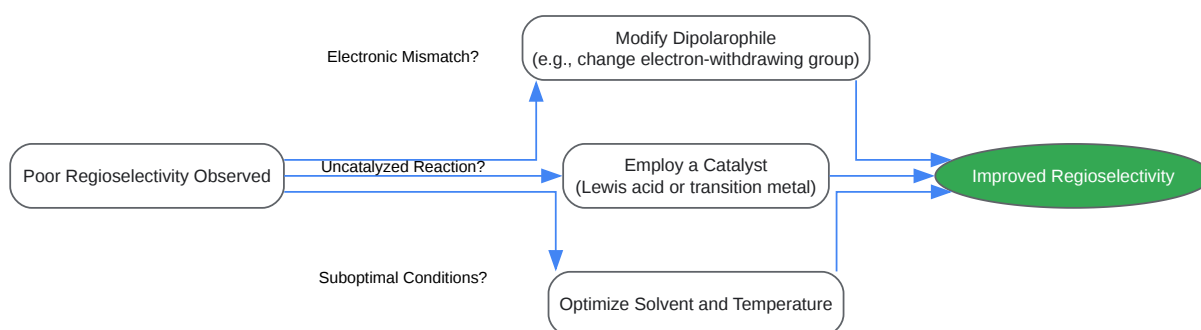 Modify Dipolarophile
(e.g., change electron-withdrawing group)
Electronic Mismatch?
Poor Regioselectivity Observed
Uncatalyzed Reaction?
Employ a Catalyst
(Lewis acid or transition metal)
Improved Regioselectivity
Suboptimal Conditions?
Optimize Solvent and Temperature